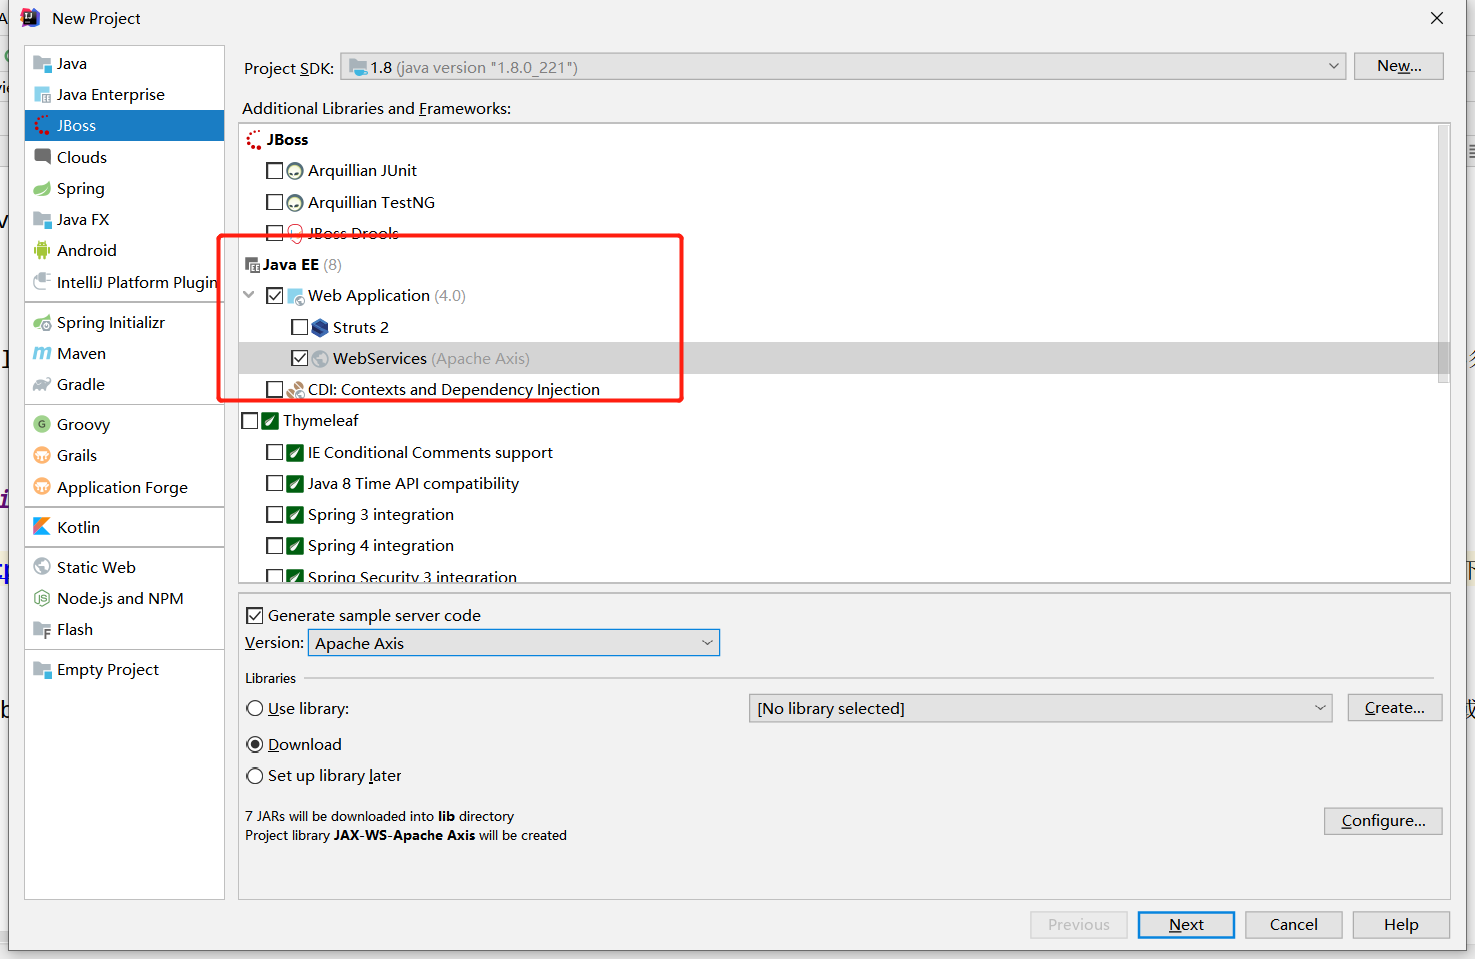 New Project
Java
Java Enterprise
JBoss
Clouds
Spring
Java FX
Android
IntelliJ Platform Plugin
Spring Initializr
Maven
Gradle
Groovy
Grails
Application Forge
Kotlin
Static Web
Node.js and NPM
Flash
Empty Project
Project SDK: 1.8 (java version "1.8.0_221") New...
Additional Libraries and Frameworks:
JBoss
Arquillian JUnit
Arquillian TestNG
JBoss Drools
Java EE (8)
Web Application (4.0)
Struts 2
WebServices (Apache Axis)
CDI: Contexts and Dependency Injection
Thymeleaf
IE Conditional Comments support
Java 8 Time API compatibility
Spring 3 integration
Spring 4 integration
Spring Security 3 integration
Generate sample server code
Version: Apache Axis
Libraries
Use library: [No library selected] Create...
Download
Set up library later
7 JARs will be downloaded into lib directory
Project library JAX-WS-Apache Axis will be created
Configure...
Previous Next Cancel Help